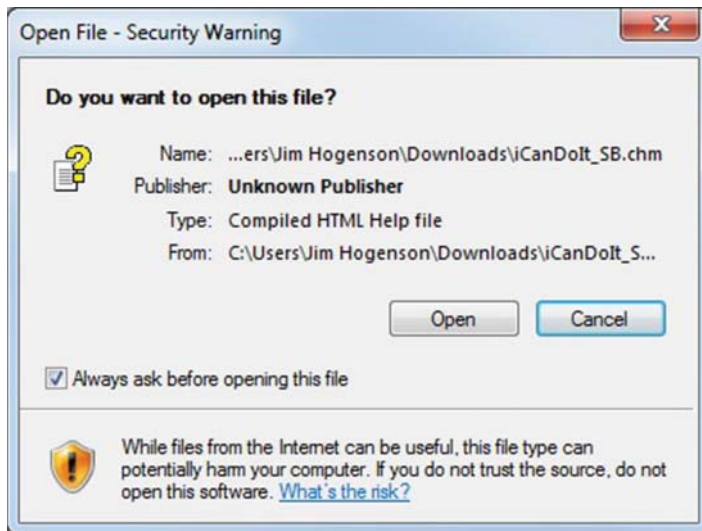 Open File - Security Warning
Do you want to open this file?
Name: ...ers\Jim Hogenson\Downloads\iCanDoIt_SB.chm
Publisher: Unknown Publisher
Type: Compiled HTML Help file
From: C:\Users\Jim Hogenson\Downloads\iCanDoIt_S...
Open Cancel
Always ask before opening this file
While files from the Internet can be useful, this file type can
potentially harm your computer. If you do not trust the source, do not
open this software. What's the risk?